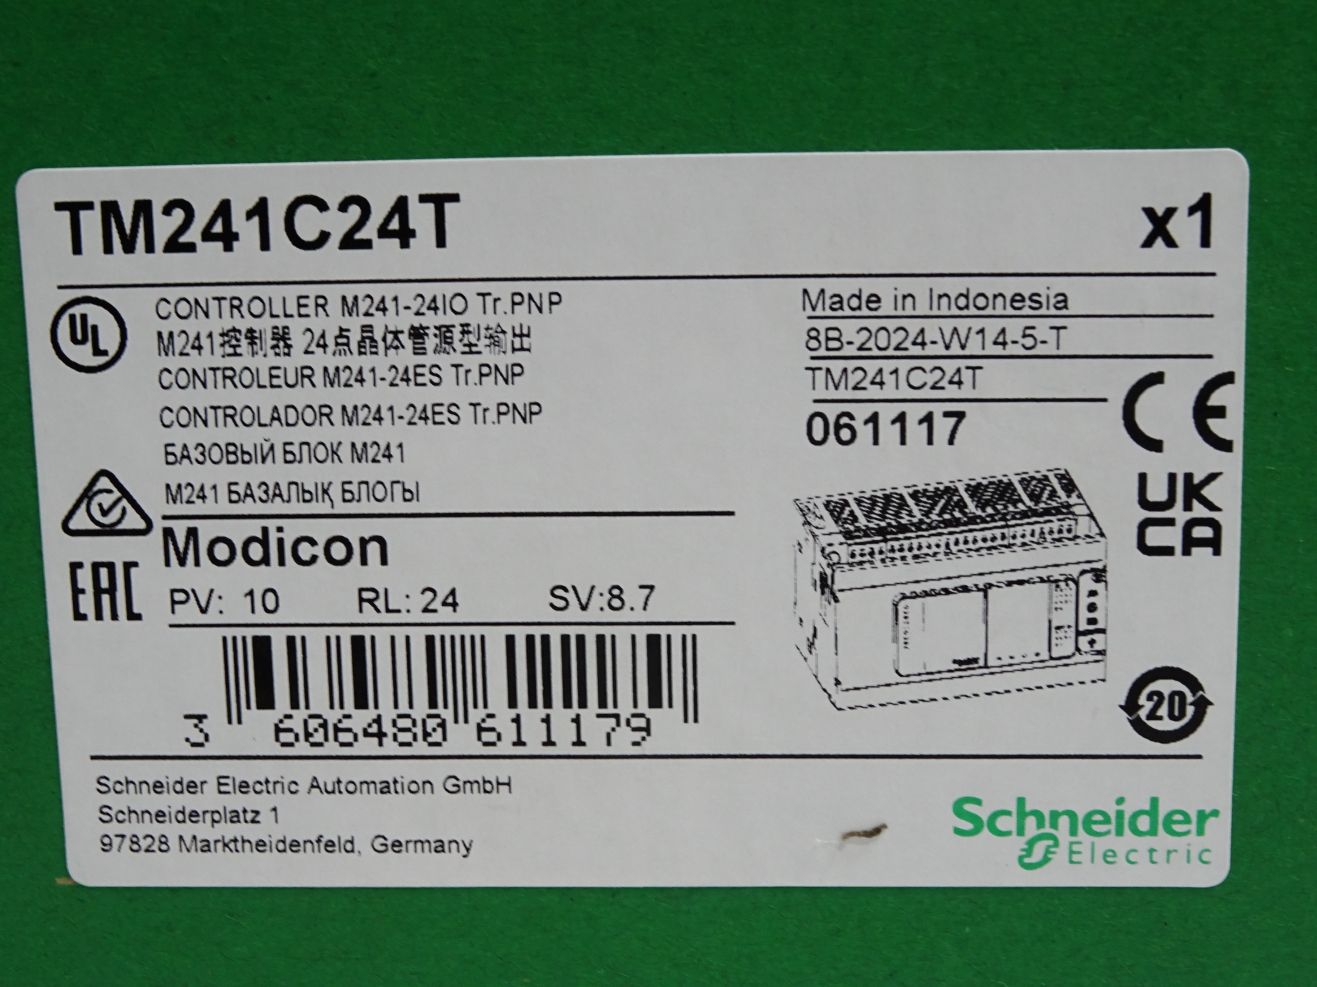 TM241C24T x1
UL
CONTROLLER M241-24IO Tr.PNP
M241控制器 24点晶体管源型输出
CONTROLEUR M241-24ES Tr.PNP
CONTROLADOR M241-24ES Tr.PNP
БАЗОВЫЙ БЛОК M241
M241 БАЗАЛЫҚ БЛОГЫ
Made in Indonesia
8B-2024-W14-5-T
TM241C24T
061117
CE
UK
CA
EAC
Modicon
PV: 10 RL: 24 SV:8.7
3 606480 611179
20
Schneider Electric Automation GmbH
Schneiderplatz 1
97828 Marktheidenfeld, Germany
Schneider
Electric